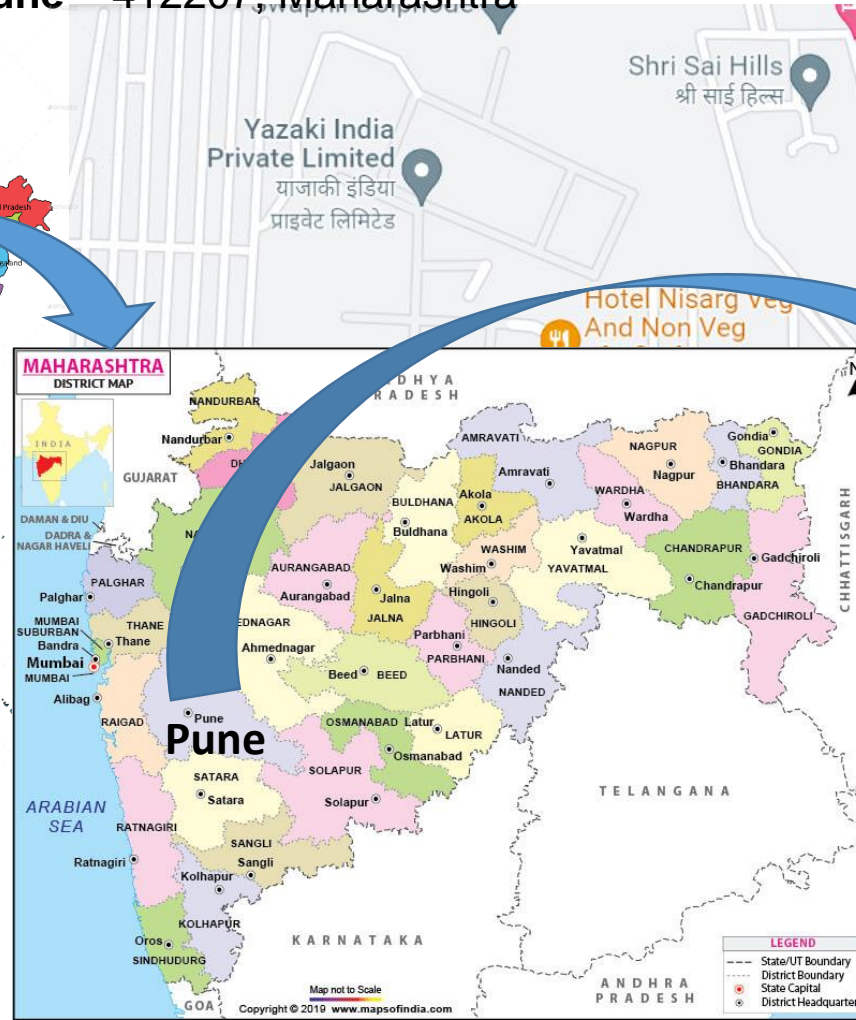 412207, Maharashtra
Shri Sai Hills
श्री साई हिल्स
Yazaki India
Private Limited
याजाकी इंडिया
प्राइवेट लिमिटेड
Hotel Nisarg Veg
And Non Veg
MAHARASHTRA
DISTRICT MAP
INDIA
GUJARAT
DAMAN & DIU
DADRA &
NAGAR HAVELI
NANDURBAR
Nandurbar
Jalgaon
JALGAON
BULDHANA
Buldhana
Akola
AKOLA
AMRAVATI
Amravati
WARDHA
Wardha
NAGPUR
Nagpur
Bhandara
BHANDARA
Gondia
GONDIA
CHHATTISGARH
WASHIM
Washim
Yavatmal
YAVATMAL
CHANDRAPUR
Chandrapur
Gadchiroli
GADCHIROLI
AURANGABAD
Aurangabad
Jalna
JALNA
Hingoli
HINGOLI
Parbhani
PARBHANI
Nanded
NANDED
PALGHAR
Palghar
THANE
Thane
MUMBAI
SUBURBAN
Bandra
Mumbai
MUMBAI
Alibag
RAIGAD
Ahmednagar
Beed
BEED
Pune
Pune
OSMANABAD
Osmanabad
Latur
LATUR
SOLAPUR
Solapur
SATARA
Satara
ARABIAN
SEA
RATNAGIRI
Ratnagiri
SANGLI
Sangli
Kolhapur
KOLHAPUR
Oros
SINDHUDURG
GOA
KARNATAKA
TELANGANA
ANDHRA
PRADESH
Map not to Scale
Copyright © 2019 www.mapsofindia.com
LEGEND
State/UT Boundary
District Boundary
State Capital
District Headquarter